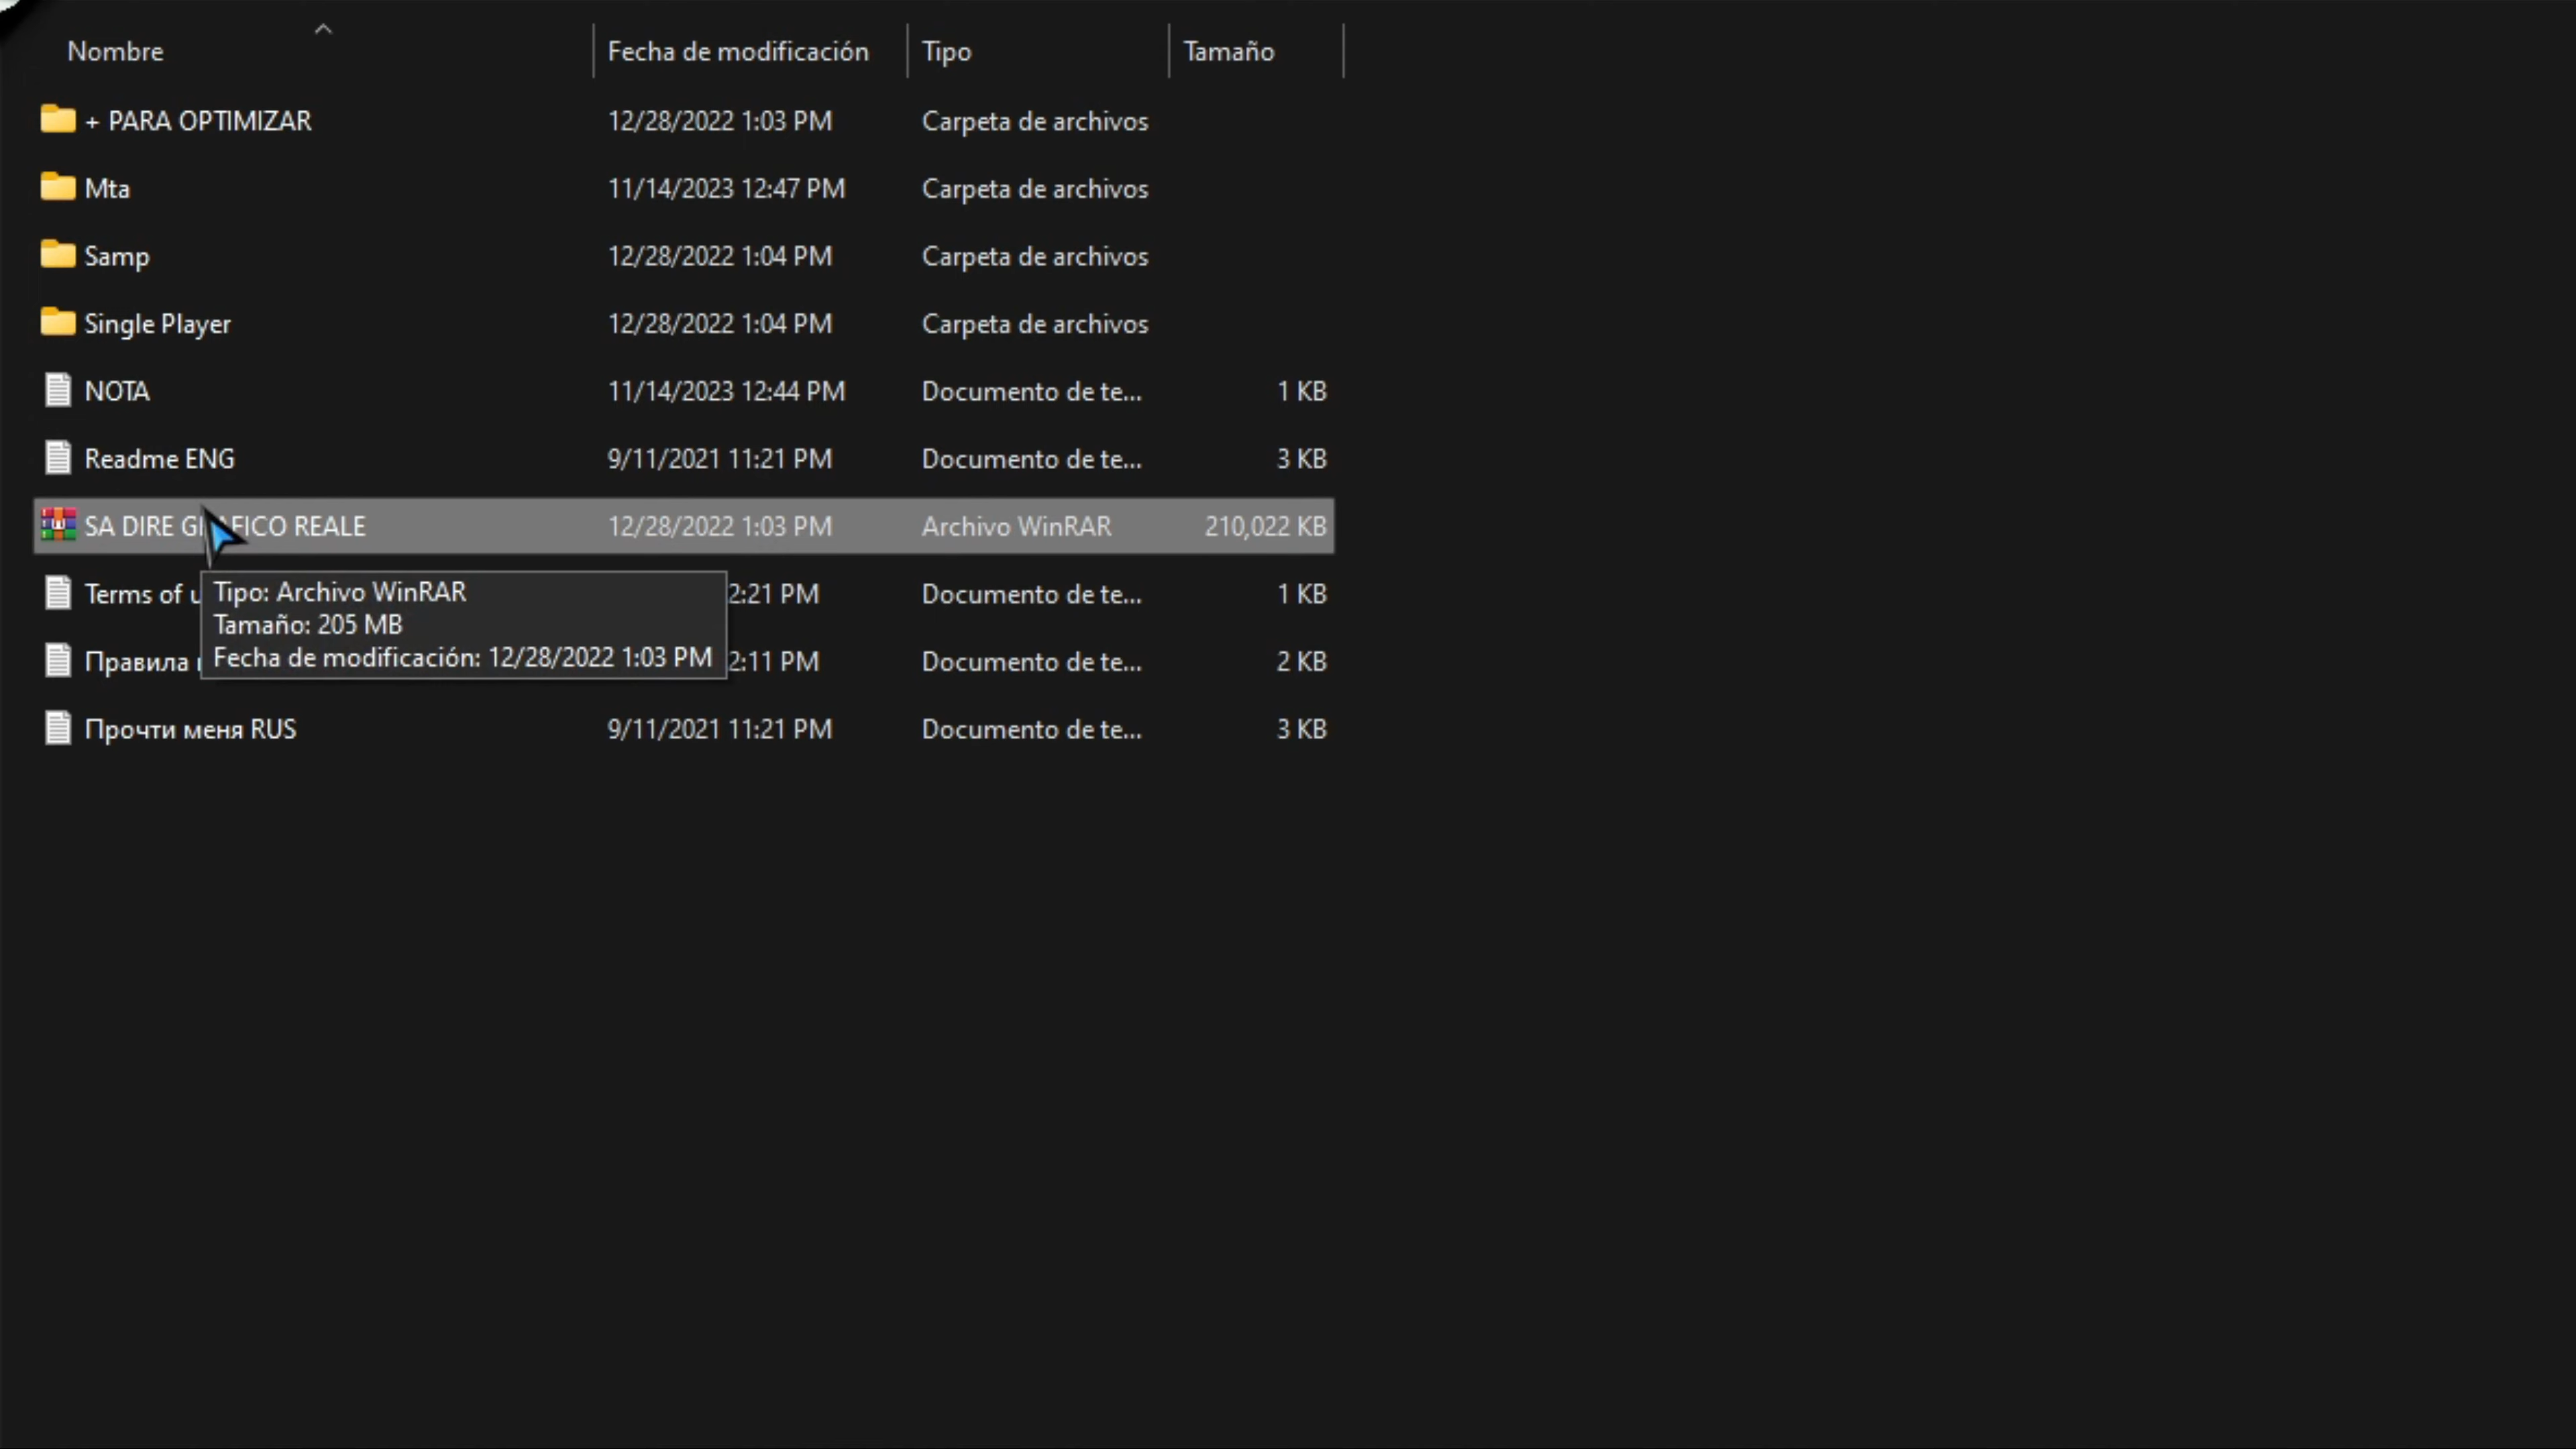 Nombre Fecha de modificación Tipo Tamaño
+ PARA OPTIMIZAR 12/28/2022 1:03 PM Carpeta de archivos
Mta 11/14/2023 12:47 PM Carpeta de archivos
Samp 12/28/2022 1:04 PM Carpeta de archivos
Single Player 12/28/2022 1:04 PM Carpeta de archivos
NOTA 11/14/2023 12:44 PM Documento de te... 1 KB
Readme ENG 9/11/2021 11:21 PM Documento de te... 3 KB
SA DIRE GRAFICO REALE 12/28/2022 1:03 PM Archivo WinRAR 210,022 KB
Terms of 2:21 PM Documento de te... 1 KB
Tipo: Archivo WinRAR
Tamaño: 205 MB
Fecha de modificación: 12/28/2022 1:03 PM
Правила 2:11 PM Documento de te... 2 KB
Прочти меня RUS 9/11/2021 11:21 PM Documento de te... 3 KB